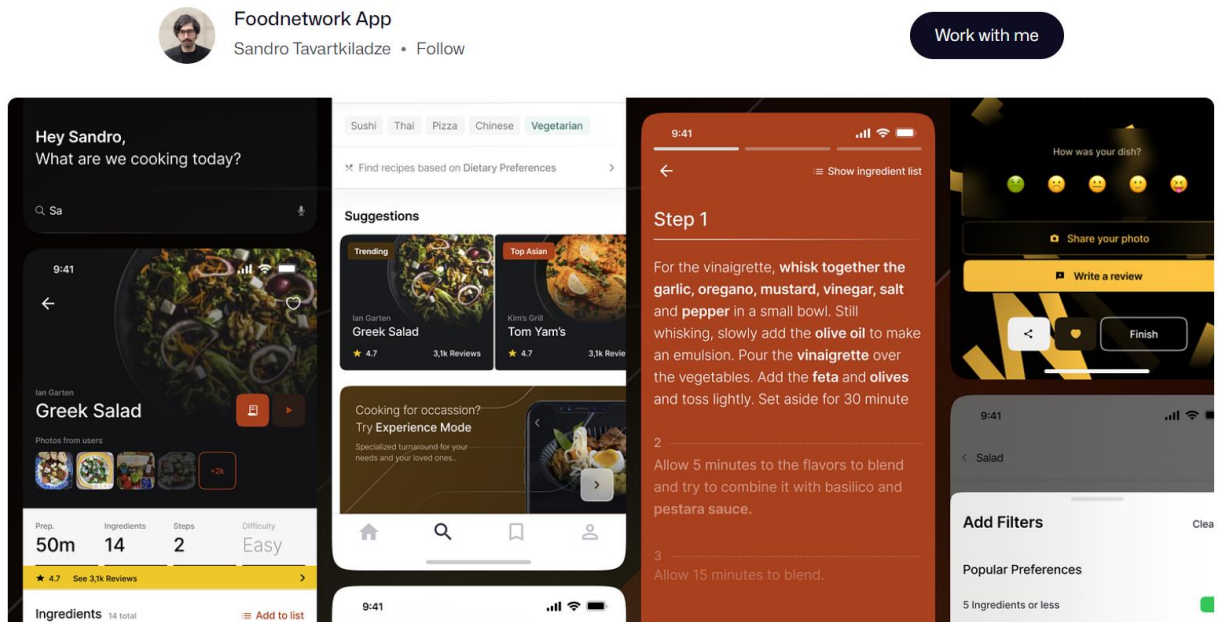 Foodnetwork App
Sandro Tavartkiladze • Follow
Work with me
Hey Sandro,
What are we cooking today?
Sa
9:41
Ian Garten
Greek Salad
Photos from users
+2k
Prep.
Ingredients
Steps
Difficulty
50m
14
2
Easy
4.7
See 3,1k Reviews
Ingredients 14 total
Add to list
Sushi
Thai
Pizza
Chinese
Vegetarian
Find recipes based on Dietary Preferences
Suggestions
Trending
Ian Garten
Greek Salad
4.7
3,1k Reviews
Top Asian
Kim's Grill
Tom Yam's
4.7
3,1k Revie
Cooking for occassion?
Try Experience Mode
Specialized turnaround for your
needs and your loved ones..
9:41
9:41
Show ingredient list
Step 1
For the vinaigrette, whisk together the
garlic, oregano, mustard, vinegar, salt
and pepper in a small bowl. Still
whisking, slowly add the olive oil to make
an emulsion. Pour the vinaigrette over
the vegetables. Add the feta and olives
and toss lightly. Set aside for 30 minute
2
Allow 5 minutes to the flavors to blend
and try to combine it with basilico and
pestara sauce.
3
Allow 15 minutes to blend.
How was your dish?
Share your photo
Write a review
Finish
9:41
Salad
Add Filters
Clea
Popular Preferences
5 Ingredients or less